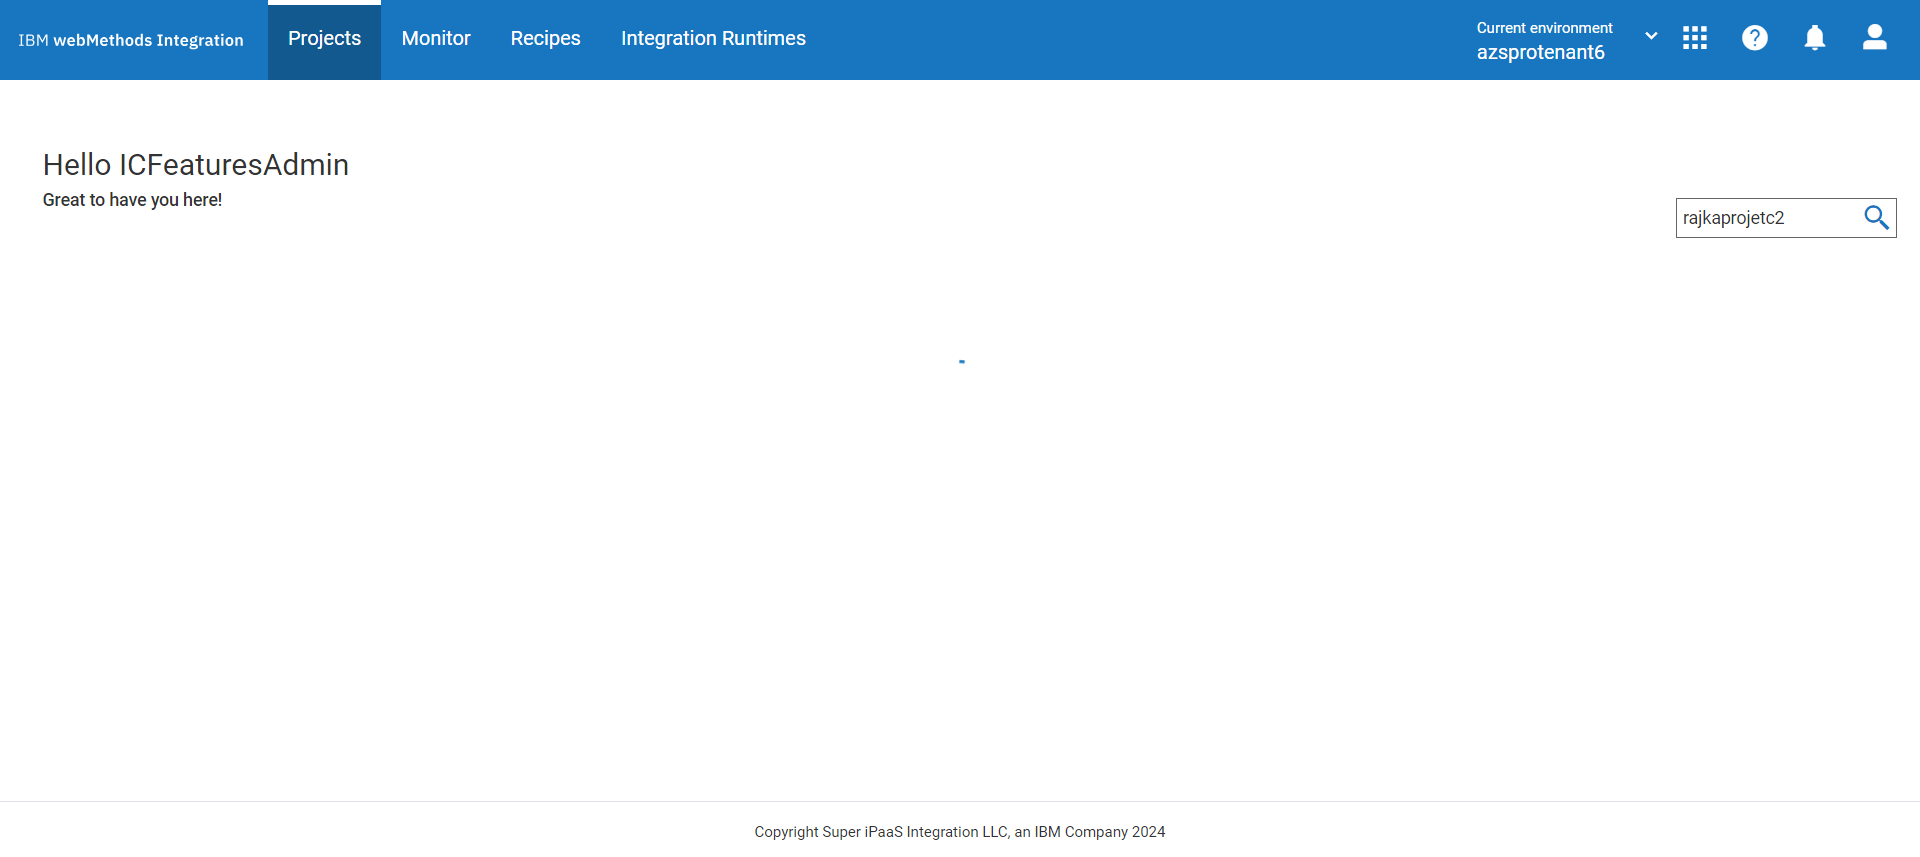 IBM webMethods Integration
Projects
Monitor
Recipes
Integration Runtimes
Current environment
azsprotenant6
Hello ICFeaturesAdmin
Great to have you here!
rajkaprojetc2
Copyright Super iPaaS Integration LLC, an IBM Company 2024